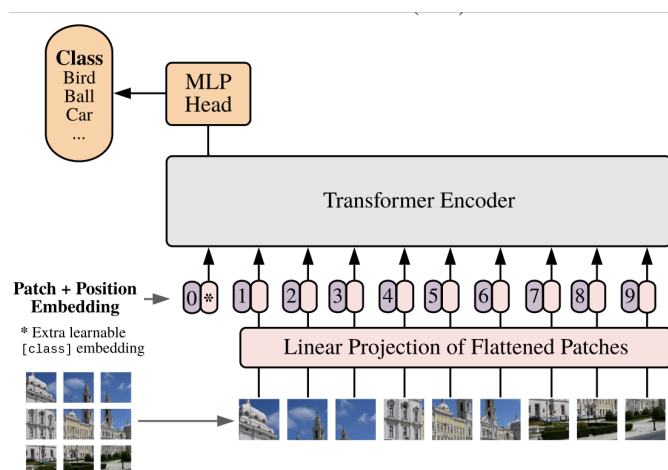 Class
Bird
Ball
Car
...
MLP
Head
Transformer Encoder
Patch + Position
Embedding
0 * 1 2 3 4 5 6 7 8 9
* Extra learnable
[class] embedding
Linear Projection of Flattened Patches